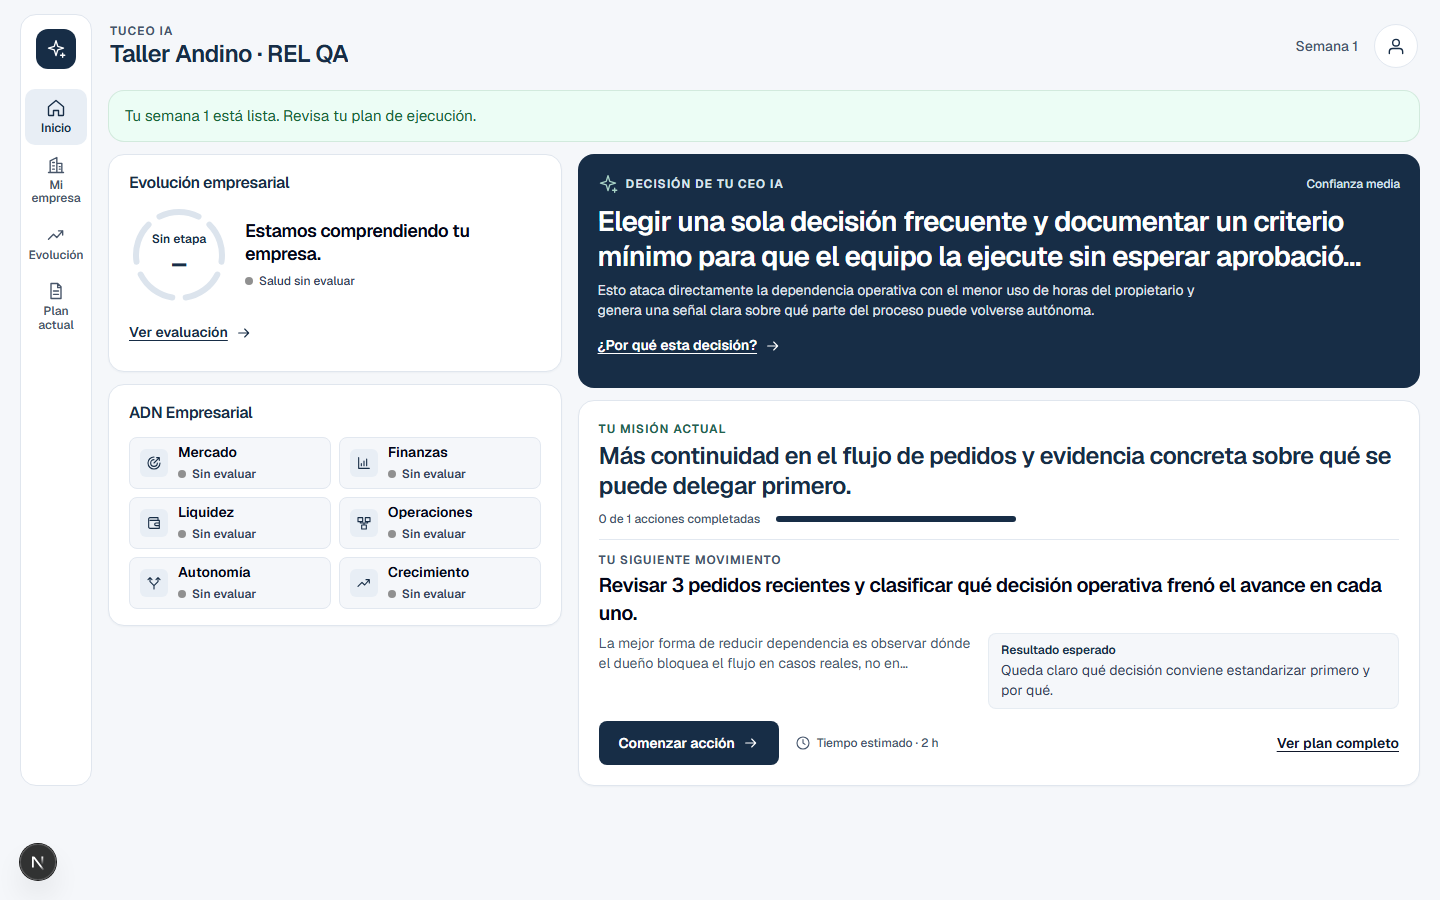 TUCEO IA
Taller Andino · REL QA
Semana 1
Inicio
Mi
empresa
Evolución
Plan
actual
Tu semana 1 está lista. Revisa tu plan de ejecución.
Evolución empresarial
Sin etapa
–
Estamos comprendiendo tu
empresa.
Salud sin evaluar
Ver evaluación →
ADN Empresarial
Mercado
Sin evaluar
Finanzas
Sin evaluar
Liquidez
Sin evaluar
Operaciones
Sin evaluar
Autonomía
Sin evaluar
Crecimiento
Sin evaluar
DECISIÓN DE TU CEO IA
Confianza media
Elegir una sola decisión frecuente y documentar un criterio
mínimo para que el equipo la ejecute sin esperar aprobació...
Esto ataca directamente la dependencia operativa con el menor uso de horas del propietario y
genera una señal clara sobre qué parte del proceso puede volverse autónoma.
¿Por qué esta decisión? →
TU MISIÓN ACTUAL
Más continuidad en el flujo de pedidos y evidencia concreta sobre qué se
puede delegar primero.
0 de 1 acciones completadas
TU SIGUIENTE MOVIMIENTO
Revisar 3 pedidos recientes y clasificar qué decisión operativa frenó el avance en cada
uno.
La mejor forma de reducir dependencia es observar dónde
el dueño bloquea el flujo en casos reales, no en...
Resultado esperado
Queda claro qué decisión conviene estandarizar primero y
por qué.
Comenzar acción →
Tiempo estimado · 2 h
Ver plan completo
N